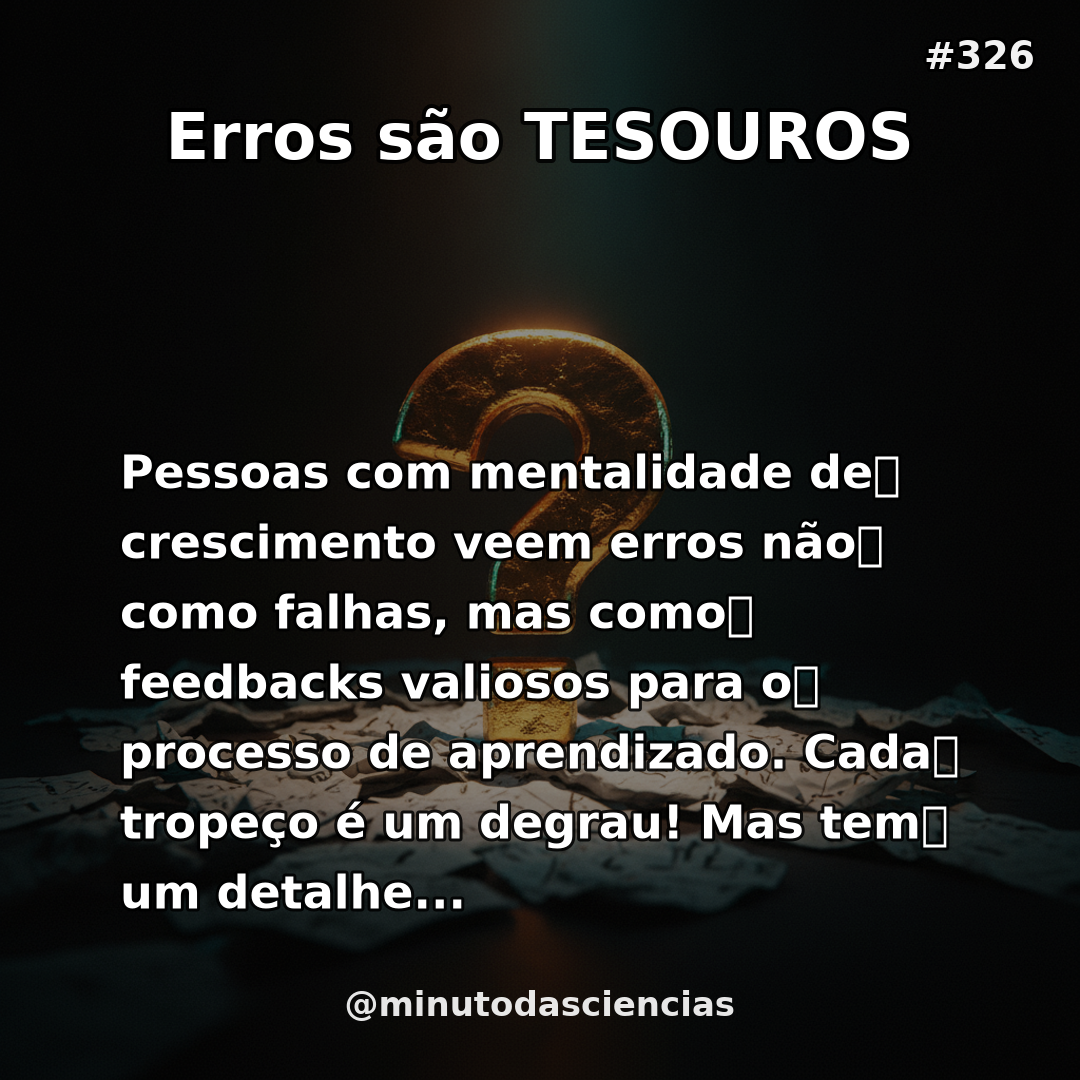 #326
Erros são TESOUROS
Pessoas com mentalidade de▯
crescimento veem erros não▯
como falhas, mas como▯
feedbacks valiosos para o▯
processo de aprendizado. Cada▯
tropeço é um degrau! Mas tem▯
um detalhe...
@minutodasciencias